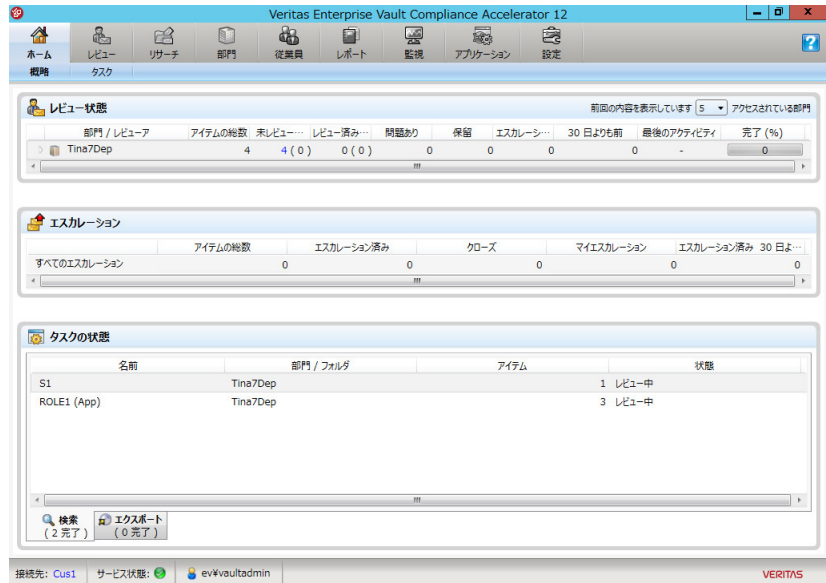 Veritas Enterprise Vault Compliance Accelerator 12
ホーム レビュー リサーチ 部門 従業員 レポート 監視 アプリケーション 設定
概略 タスク
レビュー状態 前回の内容を表示しています 5 アクセスされている部門
部門 / レビューア アイテムの総数 未レビュー… レビュー済み… 問題あり 保留 エスカレーシ… 30 日よりも前 最後のアクティビティ 完了 (%)
Tina7Dep 4 4 ( 0 ) 0 ( 0 ) 0 0 0 0 - 0
エスカレーション
アイテムの総数 エスカレーション済み クローズ マイエスカレーション エスカレーション済み 30 日よ…
すべてのエスカレーション 0 0 0 0 0
タスクの状態
名前 部門 / フォルダ アイテム 状態
S1 Tina7Dep 1 レビュー中
ROLE1 (App) Tina7Dep 3 レビュー中
検索 エクスポート
( 2 完了 ) ( 0 完了 )
接続先: Cus1 サービス状態: ev¥vaultadmin VERITAS